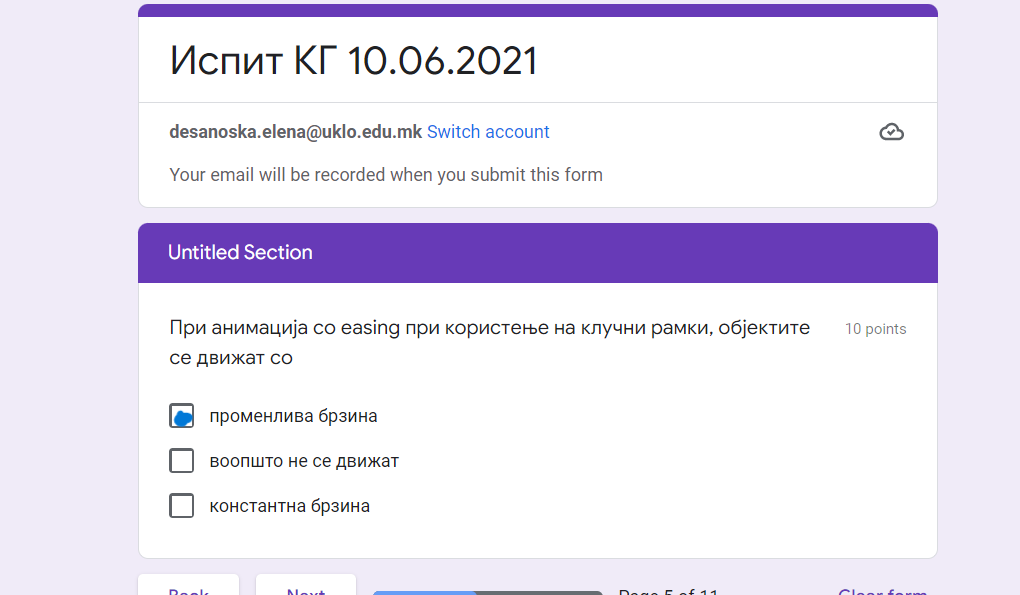 Испит КГ 10.06.2021
desanoska.elena@uklo.edu.mk Switch account
Your email will be recorded when you submit this form
Untitled Section
При анимација со easing при користење на клучни рамки, објектите
се движат со
10 points
променлива брзина
воопшто не се движат
константна брзина
Back Next Page 5 of 11 Clear form